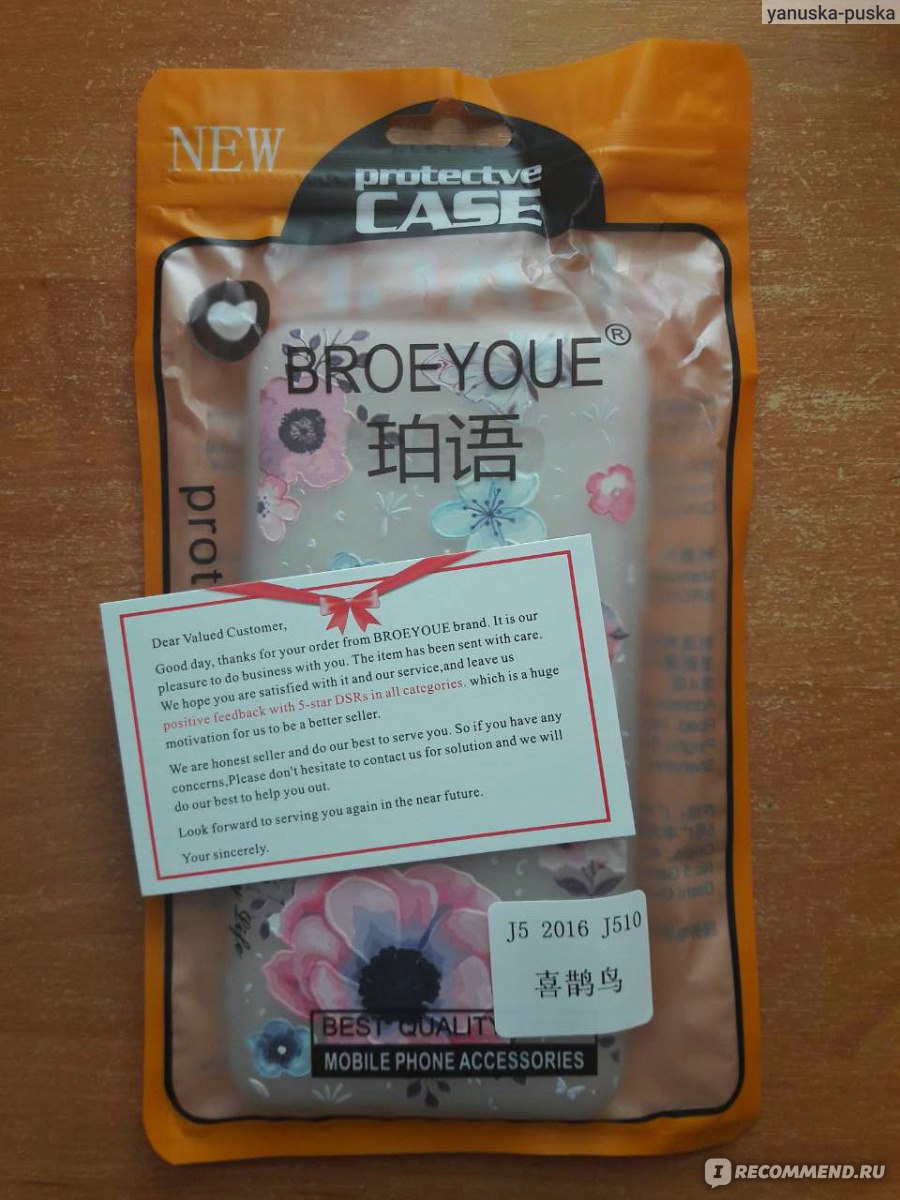 yanuska-puska
NEW
protectve
CASE
BROEYOUE®
珀语
prot
Dear Valued Customer,
Good day, thanks for your order from BROEYOUE brand. It is our
pleasure to do business with you. The item has been sent with care.
We hope you are satisfied with it and our service,and leave us
positive feedback with 5-star DSRs in all categories. which is a huge
motivation for us to be a better seller.
We are honest seller and do our best to serve you. So if you have any
concerns,Please don't hesitate to contact us for solution and we will
do our best to help you out.
Look forward to serving you again in the near future.
Your sincerely.
J5 2016 J510
喜鹊鸟
BEST QUALITY
MOBILE PHONE ACCESSORIES
IRECOMMEND.RU